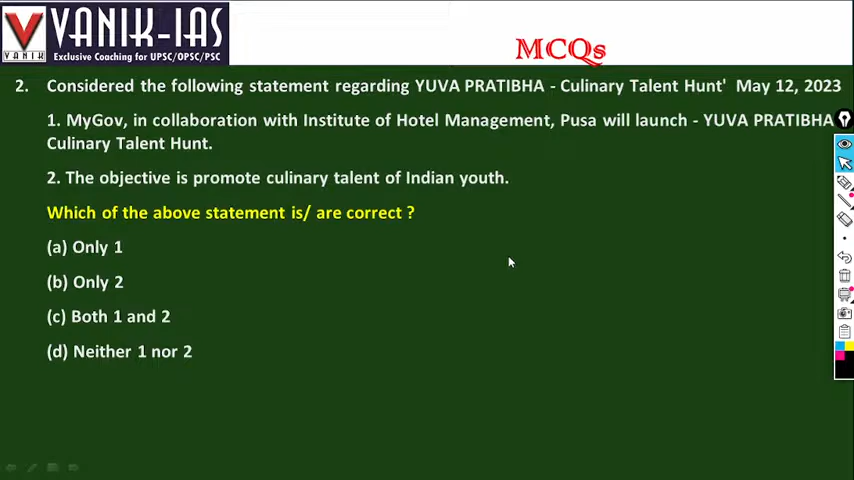 VANIK-IAS
Exclusive Coaching for UPSC/OPSC/PSC
VANIK
MCQs
2. Considered the following statement regarding YUVA PRATIBHA - Culinary Talent Hunt' May 12, 2023
1. MyGov, in collaboration with Institute of Hotel Management, Pusa will launch - YUVA PRATIBHA
Culinary Talent Hunt.
2. The objective is promote culinary talent of Indian youth.
Which of the above statement is/ are correct ?
(a) Only 1
(b) Only 2
(c) Both 1 and 2
(d) Neither 1 nor 2